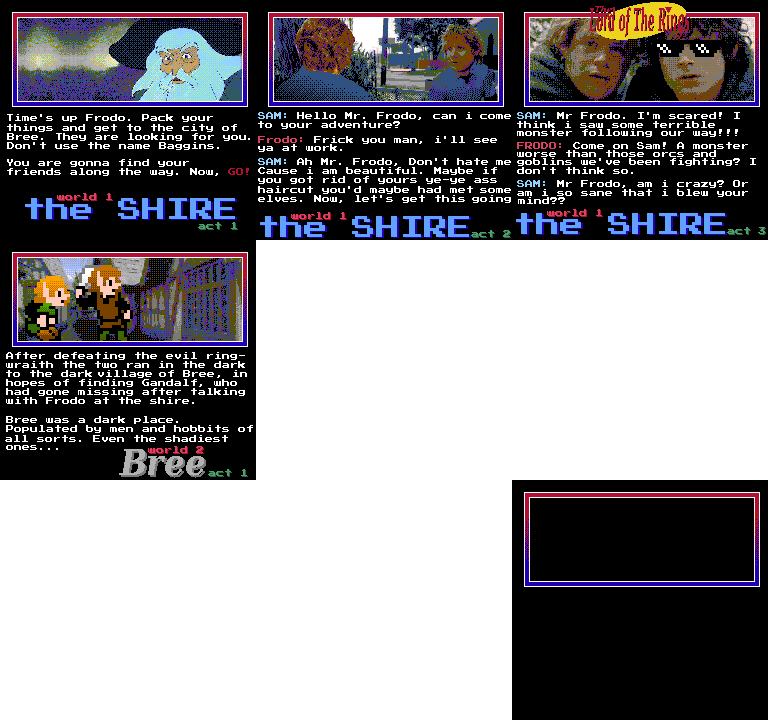 Time's up Frodo. Pack your
things and get to the city of
Bree. They are looking for you.
Don't use the name Baggins.
You are gonna find your
friends along the way. Now, GO!
world 1
the SHIRE
act 1
SAM: Hello Mr. Frodo, can i come
to your adventure?
Frodo: Frick you man, i'll see
ya at work.
SAM: Ah Mr. Frodo, Don't hate me
Cause i am beautiful. Maybe if
you got rid of yours ye-ye ass
haircut you'd maybe had met some
elves. Now, let's get this going
world 1
the SHIRE
act 2
Lord of The Rings
SAM: Mr Frodo. I'm scared! I
think i saw some terrible
monster following our way!!!
FRODO: Come on Sam! A monster
worse than those orcs and
goblins we've been fighting? I
don't think so.
SAM: Mr Frodo, am i crazy? Or
am i so sane that i blew your
mind??
world 1
the SHIRE
act 3
After defeating the evil ring-
wraith the two ran in the dark
to the dark village of Bree, in
hopes of finding Gandalf, who
had gone missing after talking
with Frodo at the shire.
Bree was a dark place.
Populated by men and hobbits of
all sorts. Even the shadiest
ones...
world 2
Bree
act 1